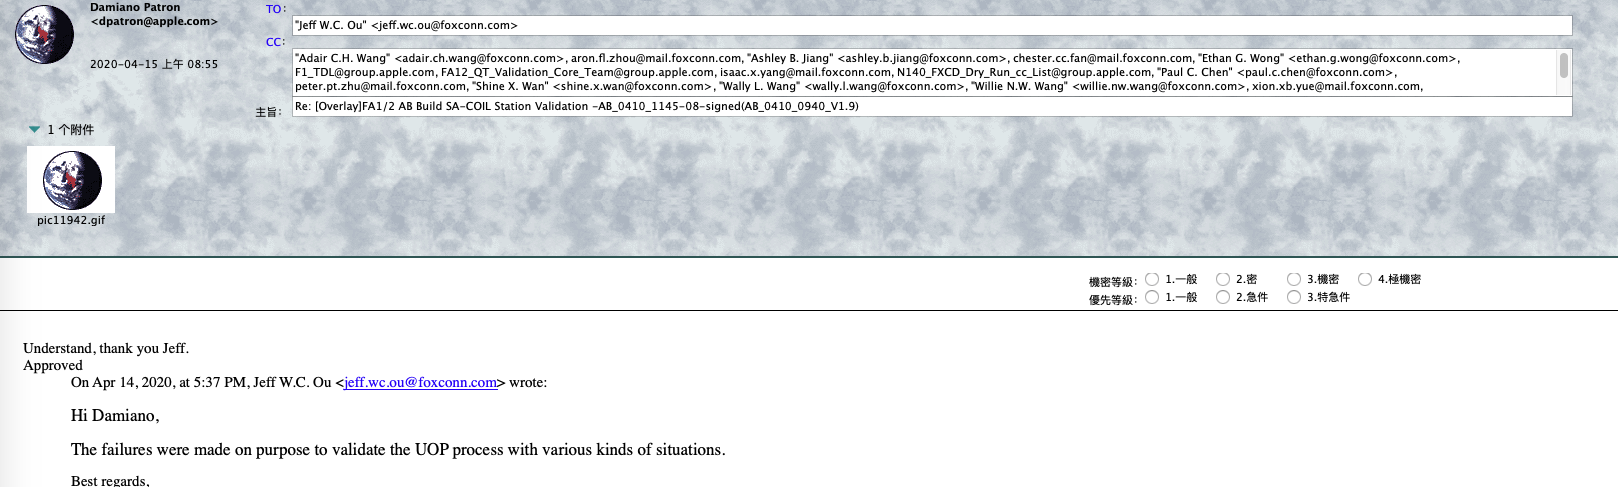 Damiano Patron
<dpatron@apple.com>
2020-04-15 上午 08:55
TO:
"Jeff W.C. Ou" <jeff.wc.ou@foxconn.com>
CC:
"Adair C.H. Wang" <adair.ch.wang@foxconn.com>, aron.fl.zhou@mail.foxconn.com, "Ashley B. Jiang" <ashley.b.jiang@foxconn.com>, chester.cc.fan@mail.foxconn.com, "Ethan G. Wong" <ethan.g.wong@foxconn.com>,
F1_TDL@group.apple.com, FA12_QT_Validation_Core_Team@group.apple.com, isaac.x.yang@mail.foxconn.com, N140_FXCD_Dry_Run_cc_List@group.apple.com, "Paul C. Chen" <paul.c.chen@foxconn.com>,
peter.pt.zhu@mail.foxconn.com, "Shine X. Wan" <shine.x.wan@foxconn.com>, "Wally L. Wang" <wally.l.wang@foxconn.com>, "Willie N.W. Wang" <willie.nw.wang@foxconn.com>, xion.xb.yue@mail.foxconn.com,
主旨:
Re: [Overlay]FA1/2 AB Build SA-COIL Station Validation -AB_0410_1145-08-signed(AB_0410_0940_V1.9)
1 个附件
pic11942.gif
機密等級: 1.一般 2.密 3.機密 4.極機密
優先等級: 1.一般 2.急件 3.特急件
Understand, thank you Jeff.
Approved
On Apr 14, 2020, at 5:37 PM, Jeff W.C. Ou <jeff.wc.ou@foxconn.com> wrote:
Hi Damiano,
The failures were made on purpose to validate the UOP process with various kinds of situations.
Best regards,